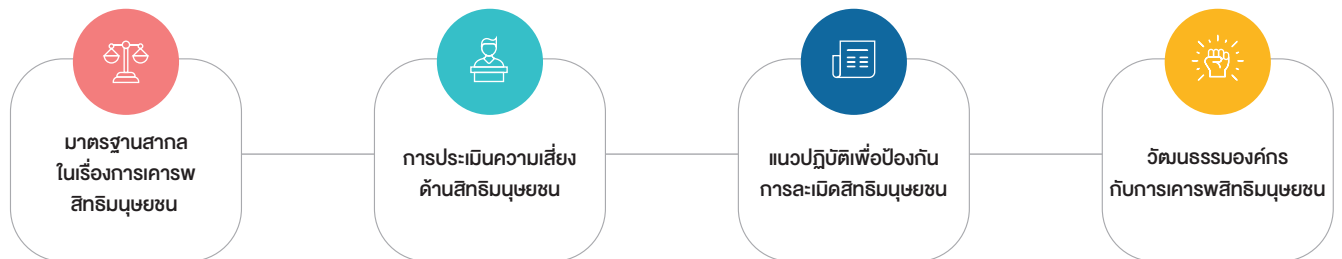 มาตรฐานสากล
ในเรื่องการเคารพ
สิทธิมนุษยชน
การประเมินความเสี่ยง
ด้านสิทธิมนุษยชน
แนวปฏิบัติเพื่อป้องกัน
การละเมิดสิทธิมนุษยชน
วัฒนธรรมองค์กร
กับการเคารพสิทธิมนุษยชน